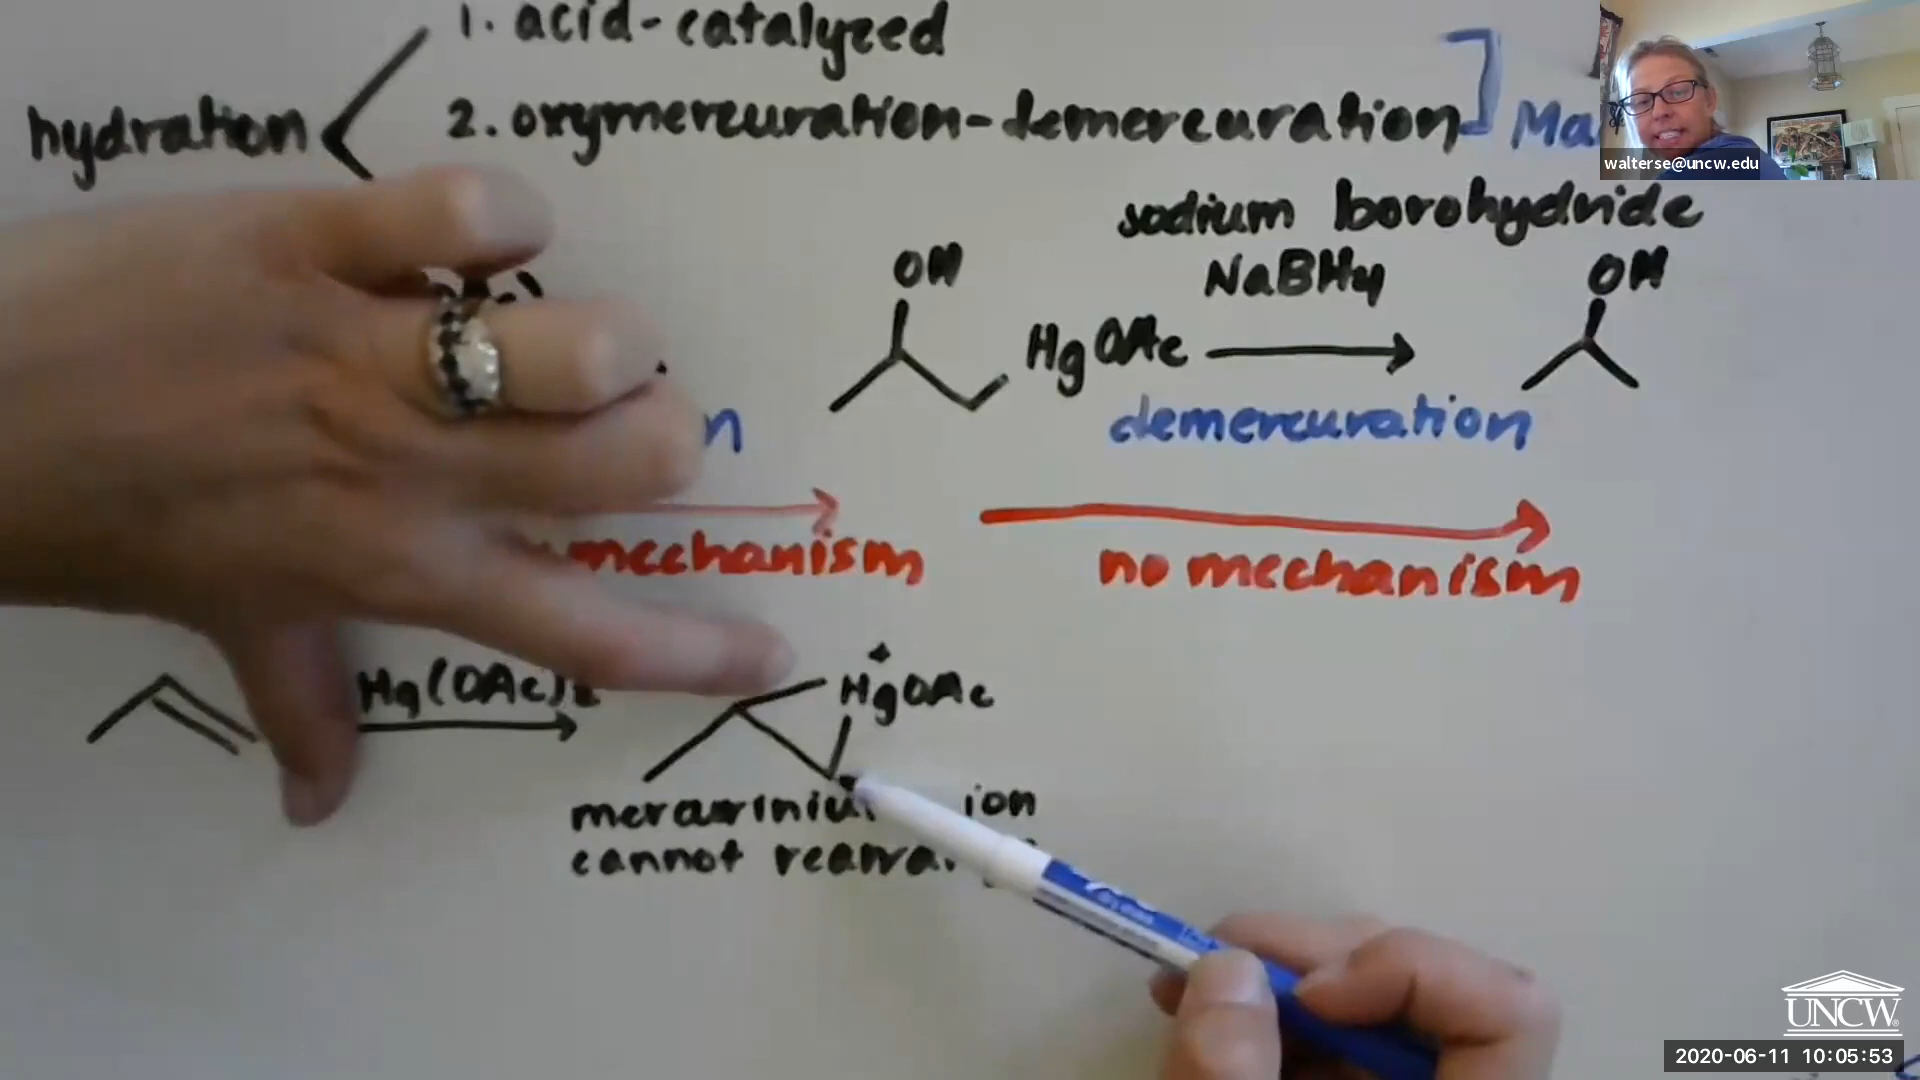 1. acid-catalyzed
hydration
2. oxymercuration-demercuration] Ma
walterse@uncw.edu
sodium borohydride
NaBH4
OH
OH
HgOAc
n
demercuration
mechanism
no mechanism
+
Hg(OAc)2
HgOAc
ion
cannot
UNCW
2020-06-11 10:05:53